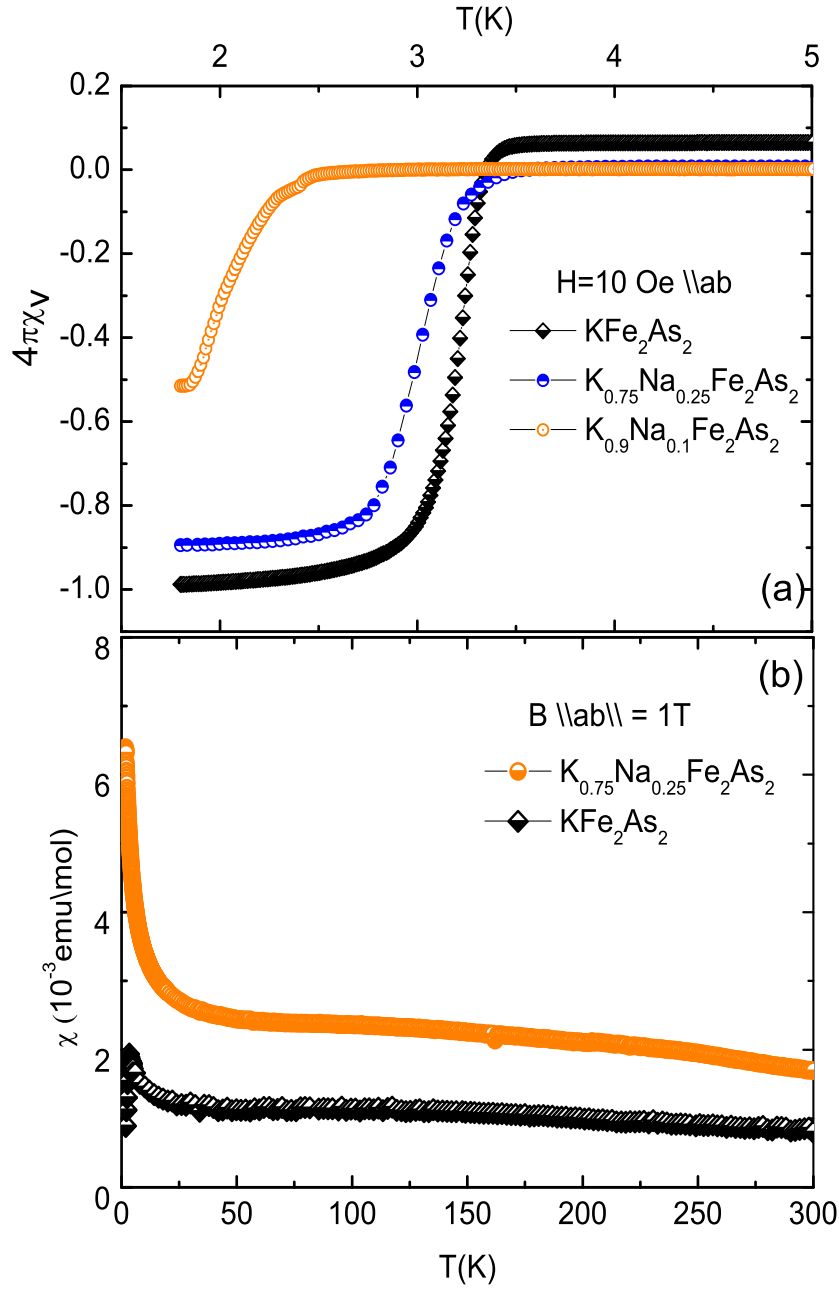 T(K)
2 3 4 5
0.2
0.0
-0.2
-0.4
-0.6
-0.8
-1.0
4πχV
H=10 Oe \\ab
KFe2As2
K0.75Na0.25Fe2As2
K0.9Na0.1Fe2As2
(a)
8
6
4
2
0
χ (10-3emu\mol)
(b)
B \\ab\\ = 1T
K0.75Na0.25Fe2As2
KFe2As2
0 50 100 150 200 250 300
T(K)